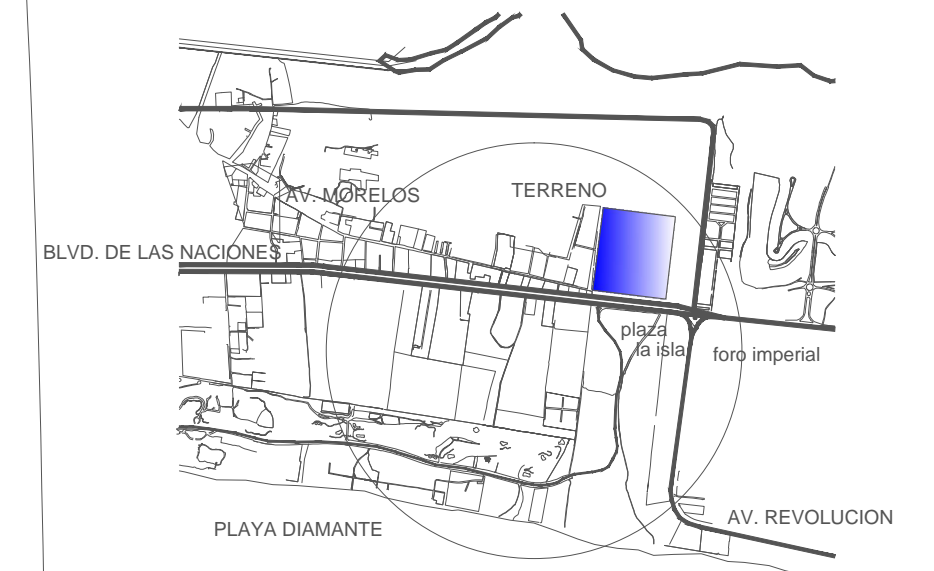 TERRENO
AV. MORELOS
BLVD. DE LAS NACIONES
plaza
la isla
foro imperial
AV. REVOLUCION
PLAYA DIAMANTE